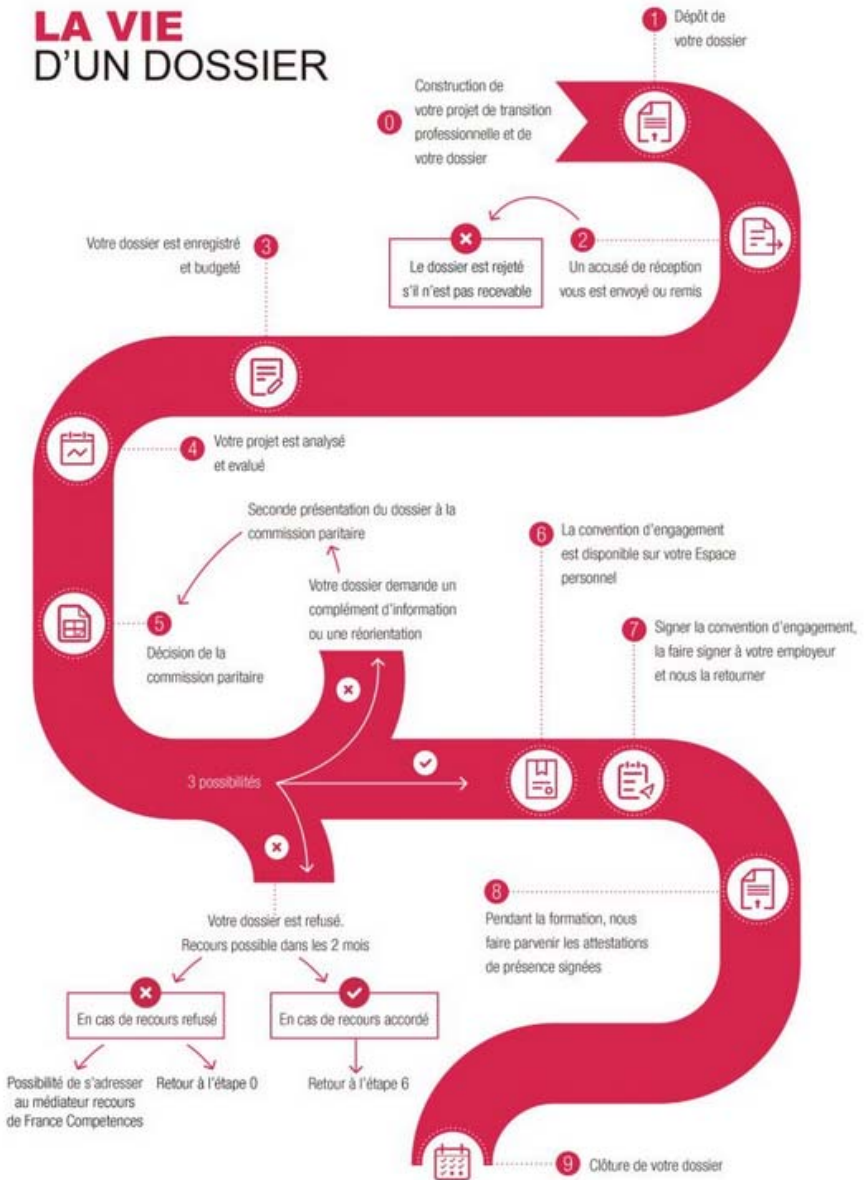 LA VIE
D'UN DOSSIER
1 Dépôt de
votre dossier
0 Construction de
votre projet de transition
professionnelle et de
votre dossier
2 Un accusé de réception
vous est envoyé ou remis
Le dossier est rejeté
s'il n'est pas recevable
3 Votre dossier est enregistré
et budgeté
4 Votre projet est analysé
et evalué
Seconde présentation du dossier à la
commission paritaire
Votre dossier demande un
complément d'information
ou une réorientation
5 Décision de la
commission paritaire
3 possibilités
6 La convention d'engagement
est disponible sur votre Espace
personnel
7 Signer la convention d'engagement,
la faire signer à votre employeur
et nous la retourner
8 Pendant la formation, nous
faire parvenir les attestations
de présence signées
Votre dossier est refusé.
Recours possible dans les 2 mois
En cas de recours refusé
En cas de recours accordé
Possibilité de s'adresser
au médiateur recours
de France Competences
Retour à l'étape 0
Retour à l'étape 6
9 Clôture de votre dossier